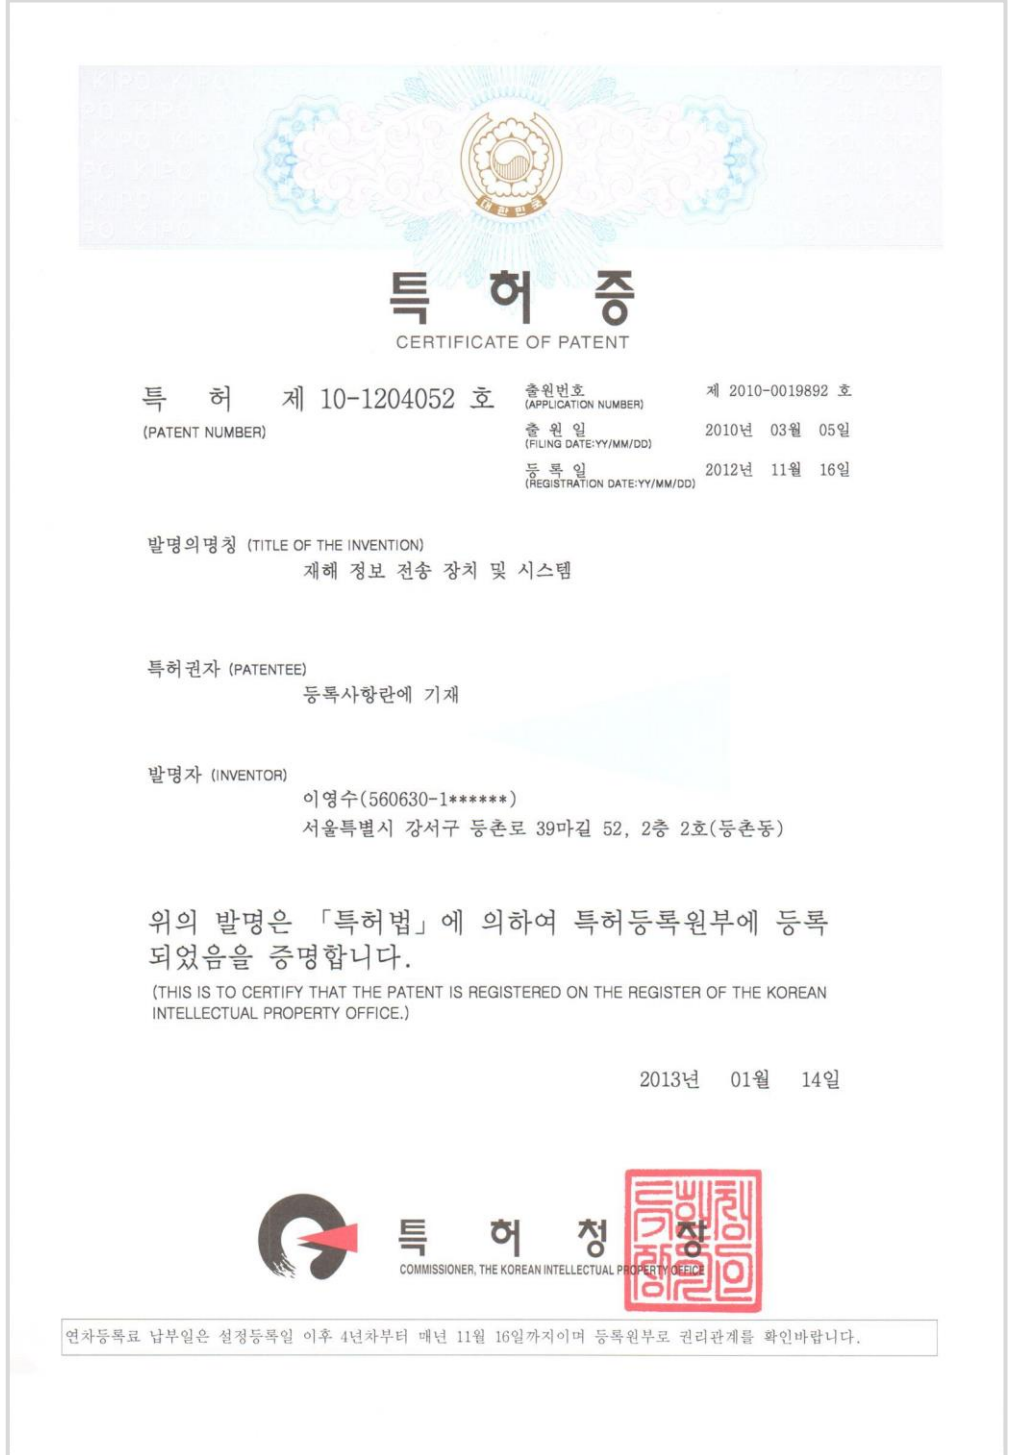 대한민국
특 허 증
CERTIFICATE OF PATENT
특 허 제 10-1204052 호
(PATENT NUMBER)
출원번호 제 2010-0019892 호
(APPLICATION NUMBER)
출 원 일 2010년 03월 05일
(FILING DATE:YY/MM/DD)
등 록 일 2012년 11월 16일
(REGISTRATION DATE:YY/MM/DD)
발명의명칭 (TITLE OF THE INVENTION)
재해 정보 전송 장치 및 시스템
특허권자 (PATENTEE)
등록사항란에 기재
발명자 (INVENTOR)
이영수(560630-1******)
서울특별시 강서구 등촌로 39마길 52, 2층 2호(등촌동)
위의 발명은 「특허법」에 의하여 특허등록원부에 등록
되었음을 증명합니다.
(THIS IS TO CERTIFY THAT THE PATENT IS REGISTERED ON THE REGISTER OF THE KOREAN
INTELLECTUAL PROPERTY OFFICE.)
2013년 01월 14일
특 허 청 장
COMMISSIONER, THE KOREAN INTELLECTUAL PROPERTY OFFICE
연차등록료 납부일은 설정등록일 이후 4년차부터 매년 11월 16일까지이며 등록원부로 권리관계를 확인바랍니다.